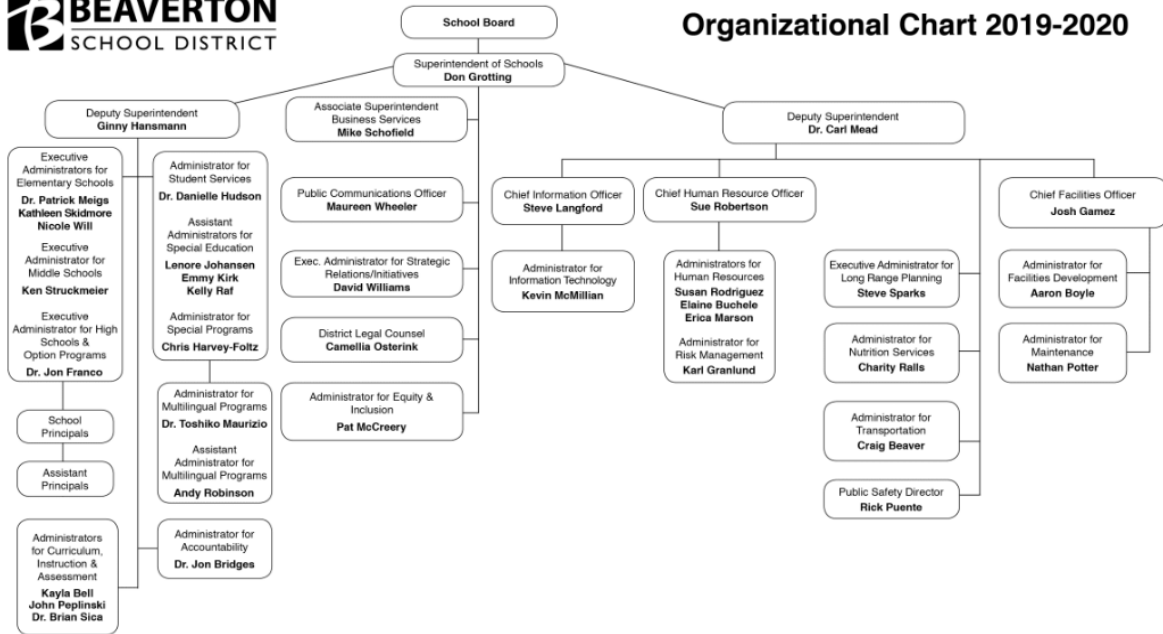 BEAVERTON
SCHOOL DISTRICT
Organizational Chart 2019-2020
School Board
Superintendent of Schools
Don Grotting
Deputy Superintendent
Ginny Hansmann
Associate Superintendent
Business Services
Mike Schofield
Deputy Superintendent
Dr. Carl Mead
Executive
Administrators for
Elementary Schools
Dr. Patrick Meigs
Kathleen Skidmore
Nicole Will
Executive
Administrator for
Middle Schools
Ken Struckmeier
Executive
Administrator for High
Schools &
Option Programs
Dr. Jon Franco
School
Principals
Assistant
Principals
Administrators
for Curriculum,
Instruction &
Assessment
Kayla Bell
John Peplinski
Dr. Brian Sica
Administrator for
Student Services
Dr. Danielle Hudson
Assistant
Administrators for
Special Education
Lenore Johansen
Emmy Kirk
Kelly Raf
Administrator for
Special Programs
Chris Harvey-Foltz
Administrator for
Multilingual Programs
Dr. Toshiko Maurizio
Assistant
Administrator for
Multilingual Programs
Andy Robinson
Administrator for
Accountability
Dr. Jon Bridges
Public Communications Officer
Maureen Wheeler
Exec. Administrator for Strategic
Relations/Initiatives
David Williams
District Legal Counsel
Camellia Osterink
Administrator for Equity &
Inclusion
Pat McCreery
Chief Information Officer
Steve Langford
Administrator for
Information Technology
Kevin McMillian
Chief Human Resource Officer
Sue Robertson
Administrators for
Human Resources
Susan Rodriguez
Elaine Buchele
Erica Marson
Administrator for
Risk Management
Karl Granlund
Executive Administrator for
Long Range Planning
Steve Sparks
Administrator for
Nutrition Services
Charity Ralls
Administrator for
Transportation
Craig Beaver
Public Safety Director
Rick Puente
Chief Facilities Officer
Josh Gamez
Administrator for
Facilities Development
Aaron Boyle
Administrator for
Maintenance
Nathan Potter